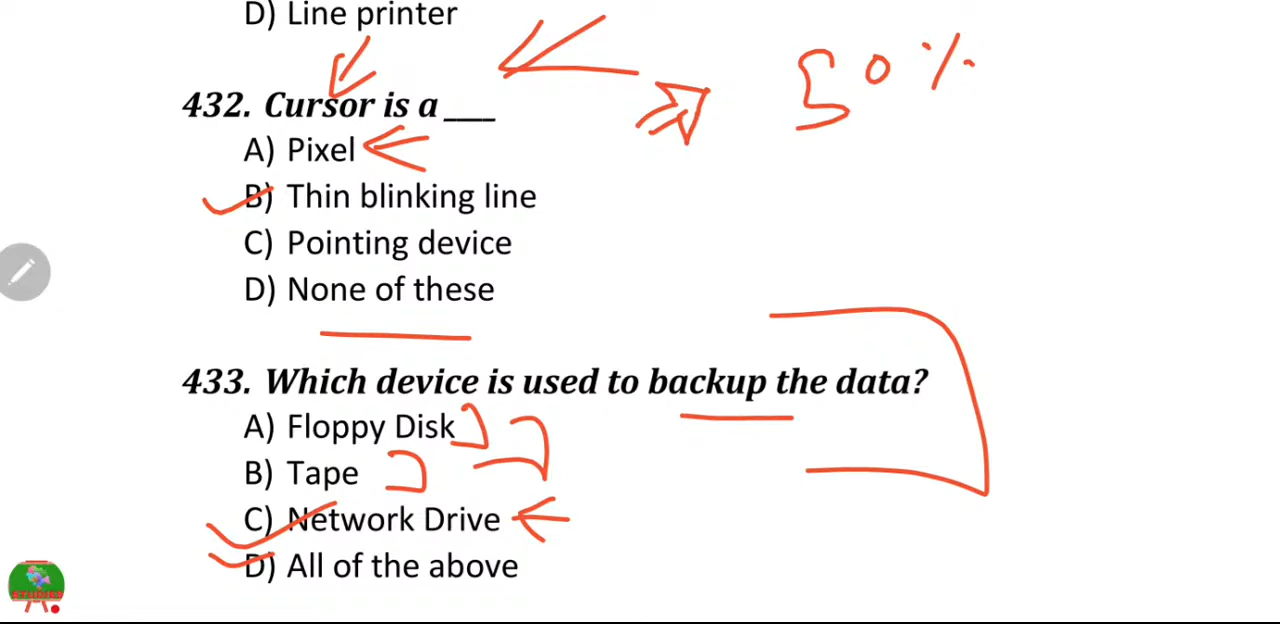 D) Line printer
50%
432. Cursor is a ___
A) Pixel
B) Thin blinking line
C) Pointing device
D) None of these
433. Which device is used to backup the data?
A) Floppy Disk
B) Tape
C) Network Drive
D) All of the above
STUDIES